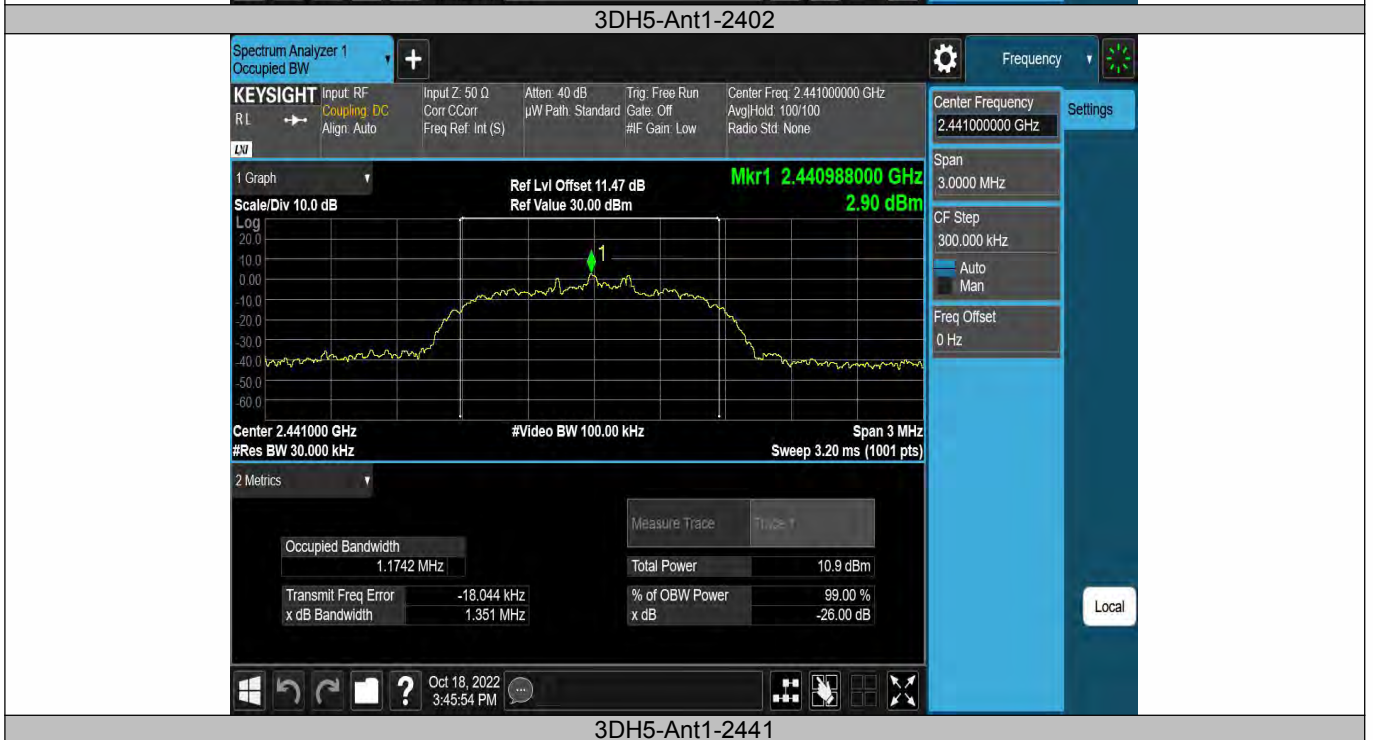 3DH5-Ant1-2402
Spectrum Analyzer 1
Occupied BW
+
Frequency
KEYSIGHT
R L
LXI
Input: RF
Coupling: DC
Align: Auto
Input Z: 50 Ω
Corr CCorr
Freq Ref: Int (S)
Atten: 40 dB
µW Path: Standard
Trig: Free Run
Gate: Off
#IF Gain: Low
Center Freq: 2.441000000 GHz
Avg|Hold: 100/100
Radio Std: None
Center Frequency
2.441000000 GHz
Settings
Span
3.0000 MHz
CF Step
300.000 kHz
Auto
Man
Freq Offset
0 Hz
Local
1 Graph
Scale/Div 10.0 dB
Ref Lvl Offset 11.47 dB
Ref Value 30.00 dBm
Mkr1 2.440988000 GHz
2.90 dBm
Log
20.0
10.0
0.00
-10.0
-20.0
-30.0
-40.0
-50.0
-60.0
1
Center 2.441000 GHz
#Video BW 100.00 kHz
Span 3 MHz
#Res BW 30.000 kHz
Sweep 3.20 ms (1001 pts)
2 Metrics
Measure Trace
Trace 1
Occupied Bandwidth
1.1742 MHz
Total Power 10.9 dBm
Transmit Freq Error -18.044 kHz
% of OBW Power 99.00 %
x dB Bandwidth 1.351 MHz
x dB -26.00 dB
?
Oct 18, 2022
3:45:54 PM
3DH5-Ant1-2441